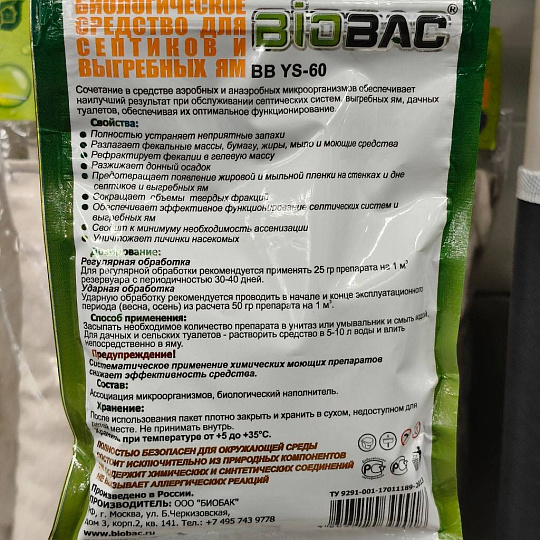 БИОЛОГИЧЕСКОЕ
СРЕДСТВО ДЛЯ
СЕПТИКОВ И
ВЫГРЕБНЫХ ЯМ
BIOBAC®
BB YS-60
Сочетание в средстве аэробных и анаэробных микроорганизмов обеспечивает
наилучший результат при обслуживании септических систем, выгребных ям, дачных
туалетов, обеспечивая их оптимальное функционирование.
Свойства:
• Полностью устраняет неприятные запахи
• Разлагает фекальные массы, бумагу, жиры, мыло и моющие средства
• Рефрактирует фекалии в гелевую массу
• Разжижает донный осадок
• Предотвращает появление жировой и мыльной пленки на стенках и дне
септиков и выгребных ям
• Сокращает объемы твердых фракций
• Обеспечивает эффективное функционирование септических систем и
выгребных ям
• Сводит к минимуму необходимость ассенизации
• Уничтожает личинки насекомых
Дозирование:
Регулярная обработка
Для регулярной обработки рекомендуется применять 25 гр препарата на 1 м³
резервуара с периодичностью 30-40 дней.
Ударная обработка
Ударную обработку рекомендуется проводить в начале и конце эксплуатационного
периода (весна, осень) из расчета 50 гр препарата на 1 м³.
Способ применения:
Засыпать необходимое количество препарата в унитаз или умывальник и смыть водой.
Для дачных и сельских туалетов - растворить средство в 5-10 л воды и влить
непосредственно в яму.
Предупреждение!
Систематическое применение химических моющих препаратов
снижает эффективность средства.
Состав:
Ассоциация микроорганизмов, биологический наполнитель.
Хранение:
После использования пакет плотно закрыть и хранить в сухом, недоступном для
детей месте. Не принимать внутрь.
Хранить при температуре от +5 до +35°С.
ПОЛНОСТЬЮ БЕЗОПАСЕН ДЛЯ ОКРУЖАЮЩЕЙ СРЕДЫ
СОСТОИТ ИСКЛЮЧИТЕЛЬНО ИЗ ПРИРОДНЫХ КОМПОНЕНТОВ
НЕ СОДЕРЖИТ ХИМИЧЕСКИХ И СИНТЕТИЧЕСКИХ СОЕДИНЕНИЙ
НЕ ВЫЗЫВАЕТ АЛЛЕРГИЧЕСКИХ РЕАКЦИЙ
Произведено в России.
ООО "БИОБАК"
РФ, г. Москва, ул. Б.Черкизовская,
дом 3, корп.2, кв. 141. Тел.: +7 495 743 9778
www.biobac.ru
ТУ 9291-001-17011189-